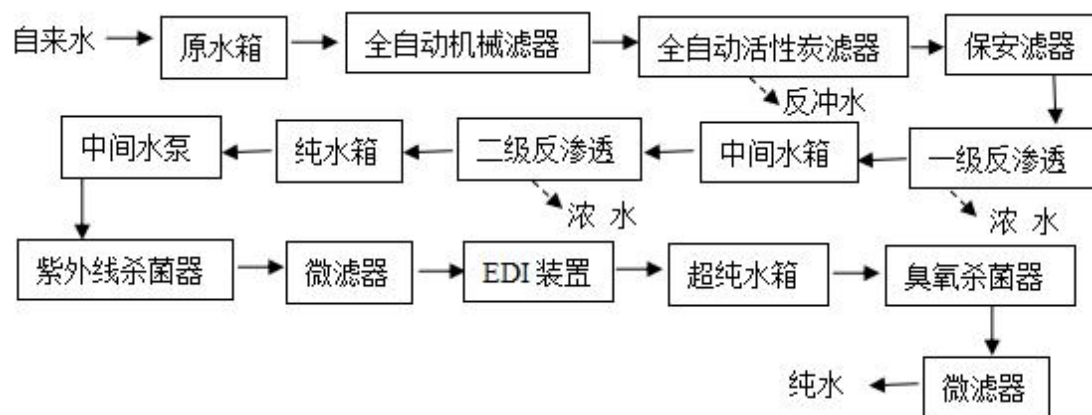 自来水
原水箱
全自动机械滤器
全自动活性炭滤器
保安滤器
反冲水
中间水泵
纯水箱
二级反渗透
中间水箱
一级反渗透
浓 水
浓 水
紫外线杀菌器
微滤器
EDI 装置
超纯水箱
臭氧杀菌器
纯水
微滤器